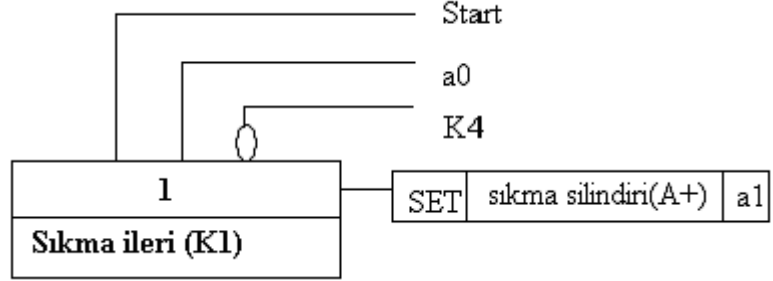 Start
a0
K4
1
SET sıkma silindiri(A+) a1
Sıkma ileri (K1)